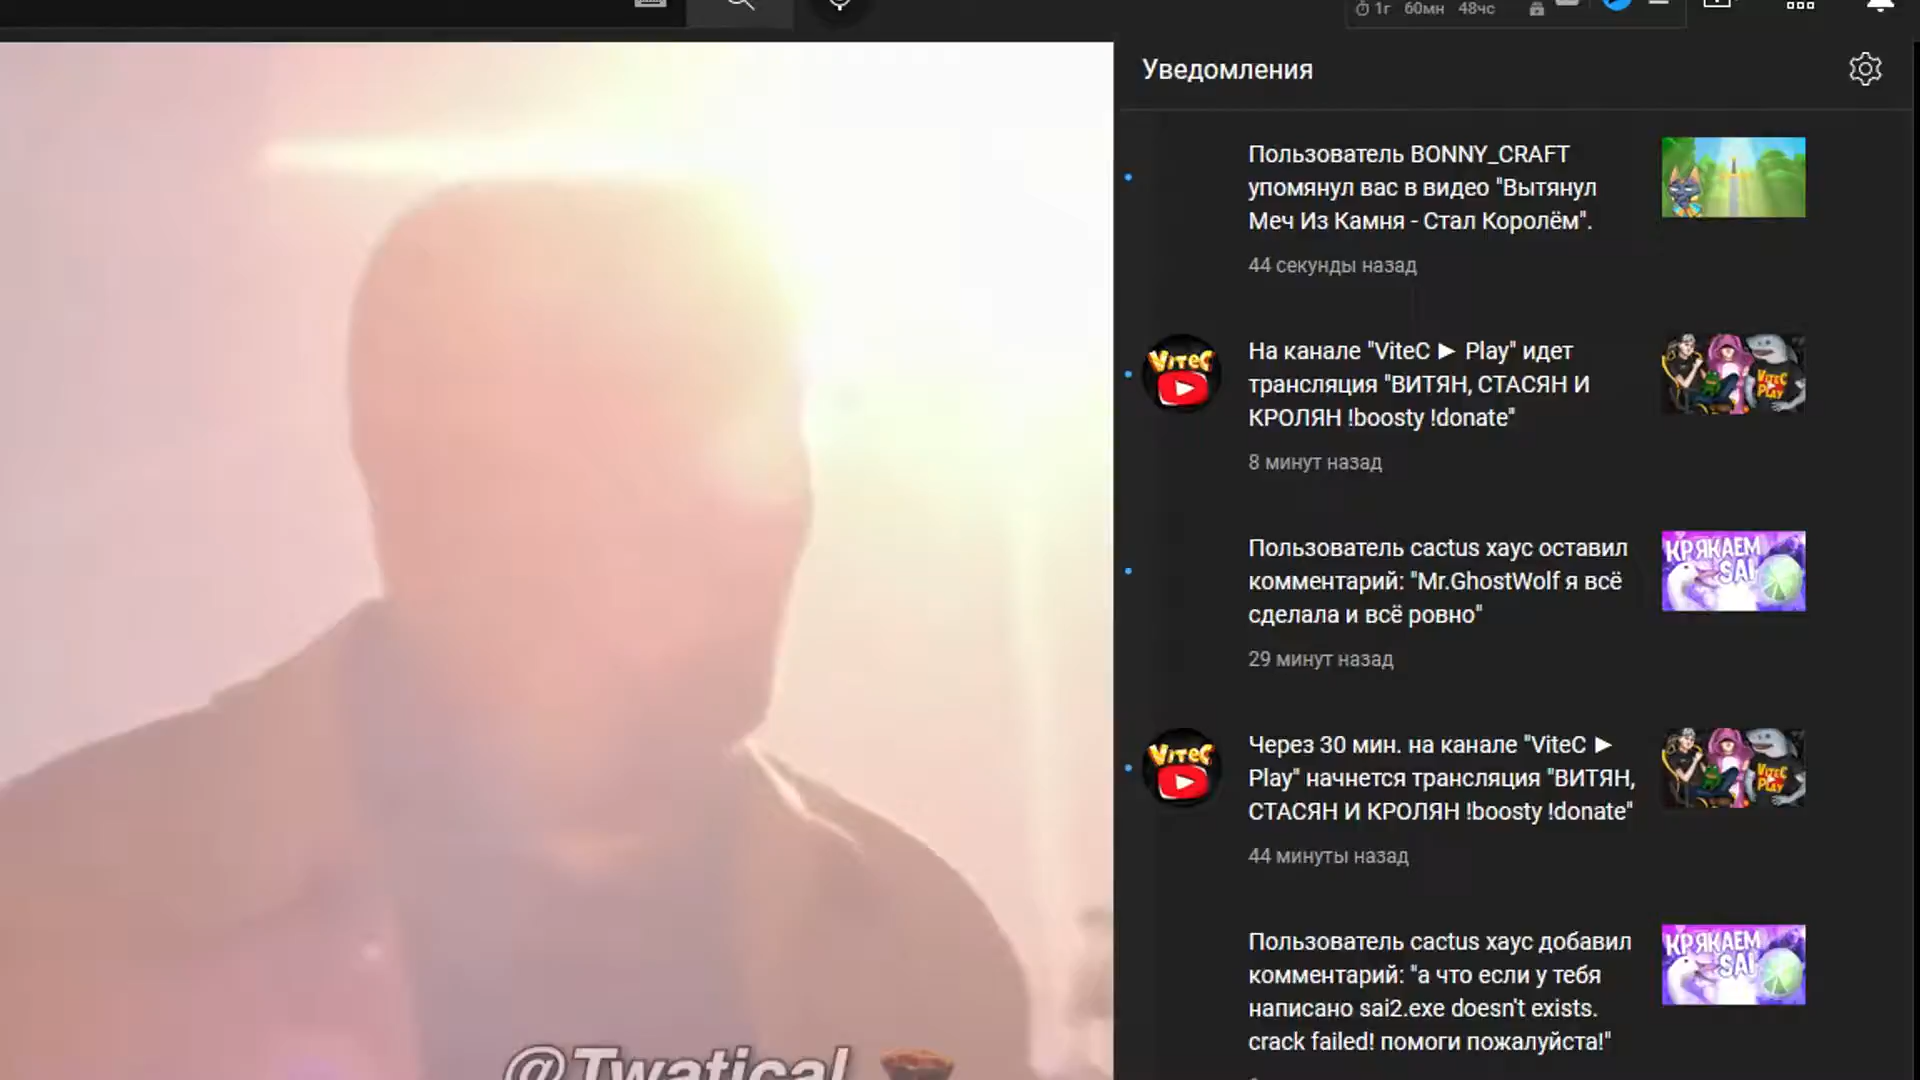 1г 60мн 48чс
Уведомления
Пользователь BONNY_CRAFT
упомянул вас в видео "Вытянул
Меч Из Камня - Стал Королём".
44 секунды назад
VITEC
На канале "ViteC ► Play" идет
трансляция "ВИТЯН, СТАСЯН И
КРОЛЯН !boosty !donate"
8 минут назад
VITEC
PLAY
Пользователь cactus хаус оставил
комментарий: "Mr.GhostWolf я всё
сделала и всё ровно"
29 минут назад
КРЯКАЕМ
SAI
VITEC
Через 30 мин. на канале "ViteC ►
Play" начнется трансляция "ВИТЯН,
СТАСЯН И КРОЛЯН !boosty !donate"
44 минуты назад
VITEC
PLAY
Пользователь cactus хаус добавил
комментарий: "а что если у тебя
написано sai2.exe doesn't exists.
crack failed! помоги пожалуйста!"
КРЯКАЕМ
SAI
@Twatical